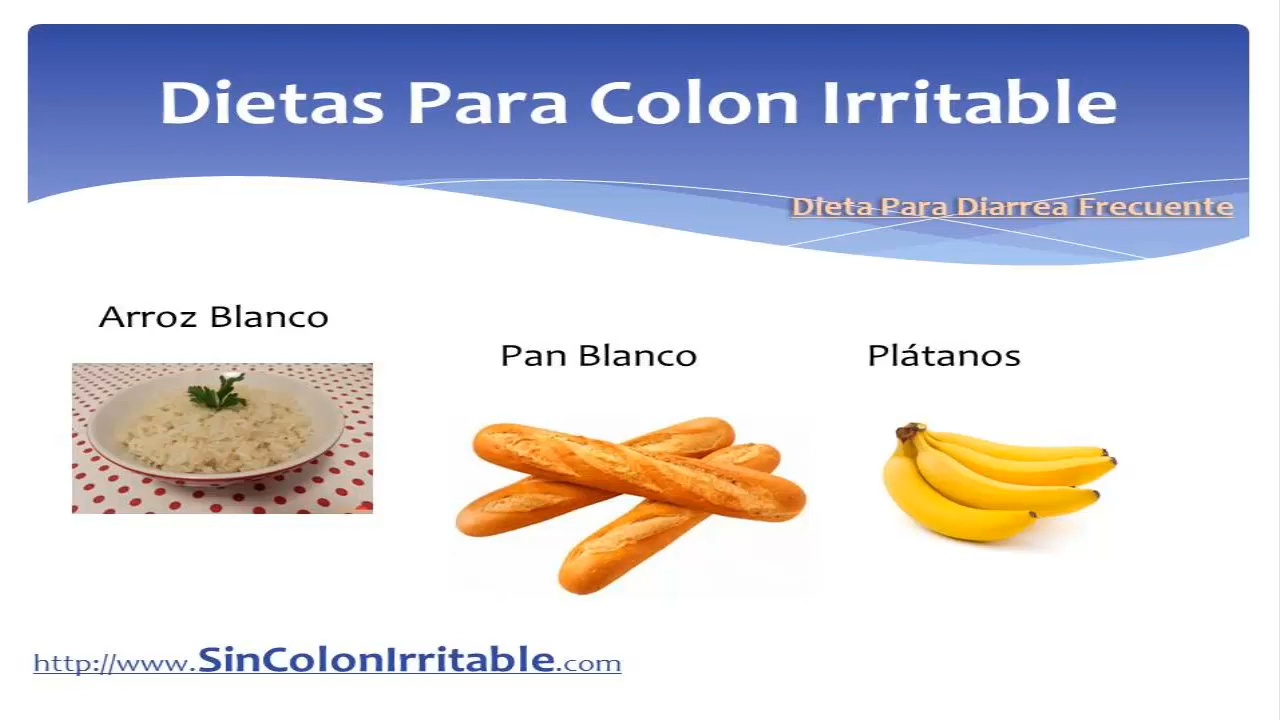 Dietas Para Colon Irritable
Dieta Para Diarrea Frecuente
Arroz Blanco
Pan Blanco
Plátanos
http://www.SinColonIrritable.com